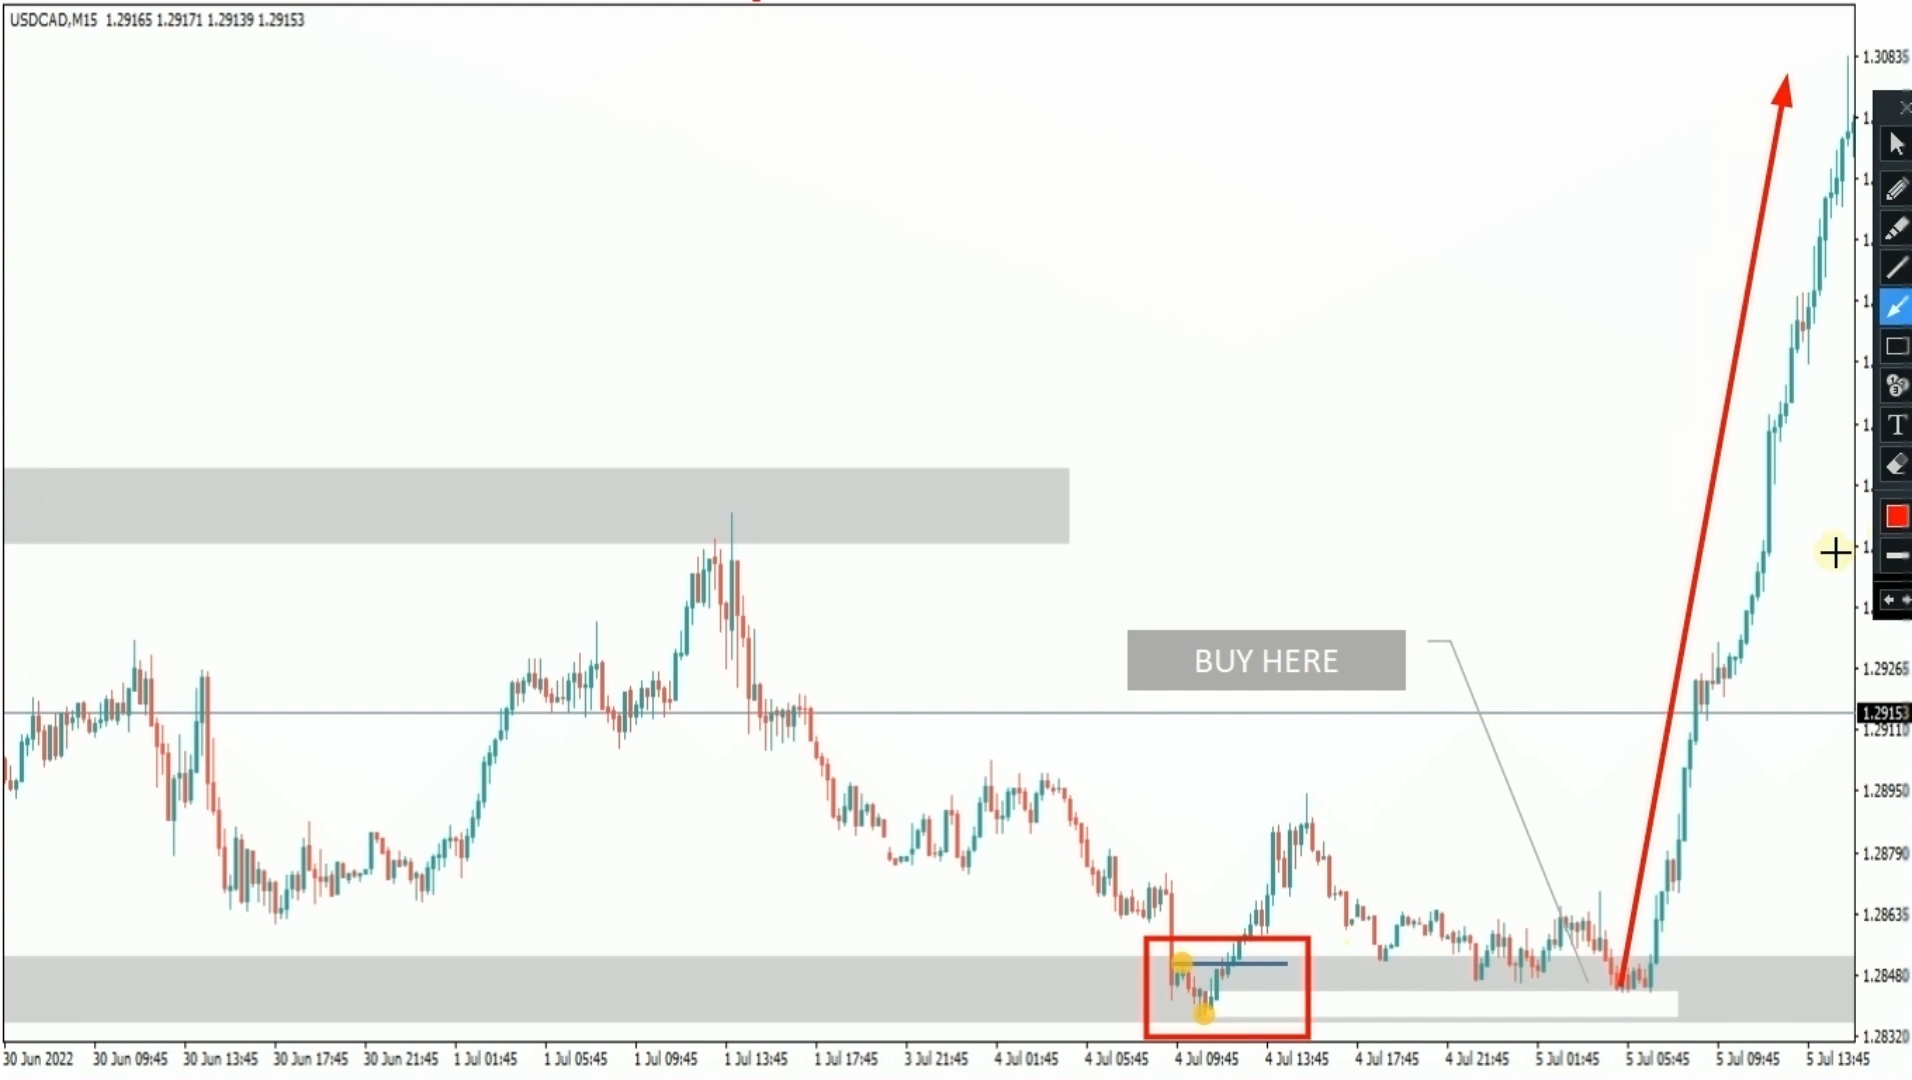 USDCAD,M15 1.29165 1.29171 1.29139 1.29153
1.30835
T
BUY HERE
1.29265
1.29153
1.29110
1.28950
1.28790
1.28635
1.28480
1.28320
30 Jun 2022 30 Jun 09:45 30 Jun 13:45 30 Jun 17:45 30 Jun 21:45 1 Jul 01:45 1 Jul 05:45 1 Jul 09:45 1 Jul 13:45 1 Jul 17:45 3 Jul 21:45 4 Jul 01:45 4 Jul 05:45 4 Jul 09:45 4 Jul 13:45 4 Jul 17:45 4 Jul 21:45 5 Jul 01:45 5 Jul 05:45 5 Jul 09:45 5 Jul 13:45